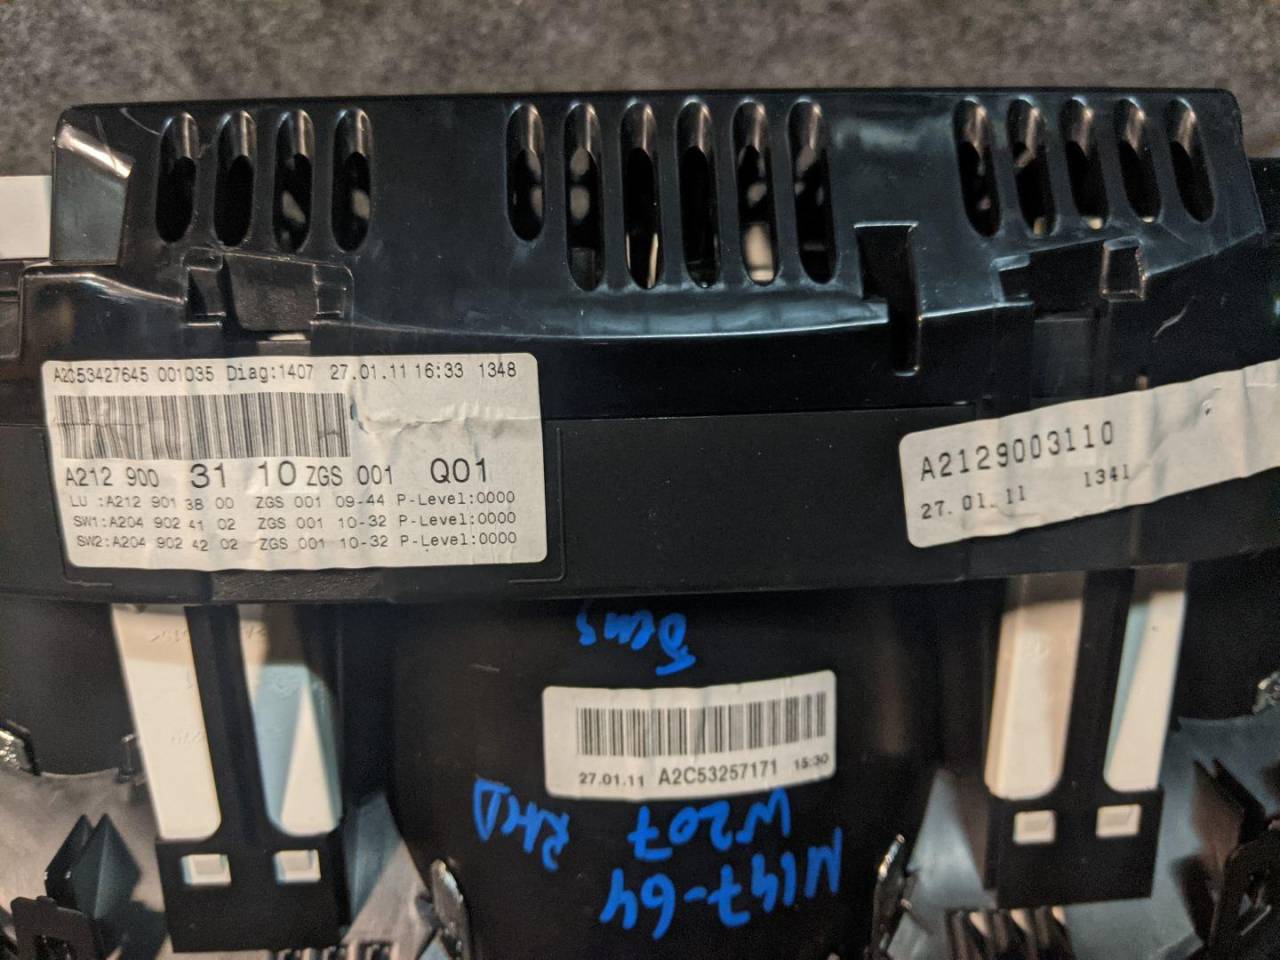 A2C53427645 001035 Diag:1407 27.01.11 16:33 1348
A212 900 31 10 ZGS 001 Q01
LU :A212 901 38 00 ZGS 001 09-44 P-Level:0000
SW1:A204 902 41 02 ZGS 001 10-32 P-Level:0000
SW2:A204 902 42 02 ZGS 001 10-32 P-Level:0000
A2129003110
27.01.11 1341
27.01.11 A2C53257171 15:30
N147-64
W207 RHD